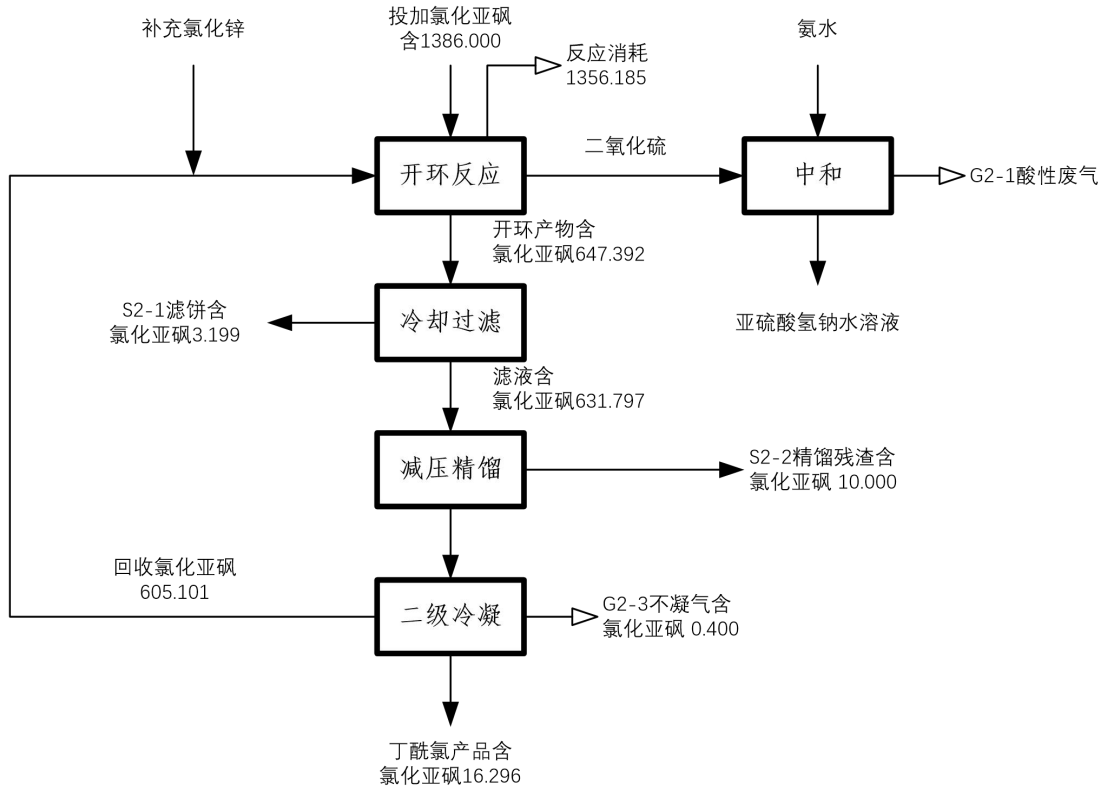 补充氯化锌
投加氯化亚砜
含1386.000
反应消耗
1356.185
氨水
开环反应
二氧化硫
中和
G2-1酸性废气
开环产物含
氯化亚砜647.392
S2-1滤饼含
氯化亚砜3.199
冷却过滤
亚硫酸氢钠水溶液
滤液含
氯化亚砜631.797
减压精馏
S2-2精馏残渣含
氯化亚砜 10.000
回收氯化亚砜
605.101
二级冷凝
G2-3不凝气含
氯化亚砜 0.400
丁酰氯产品含
氯化亚砜16.296